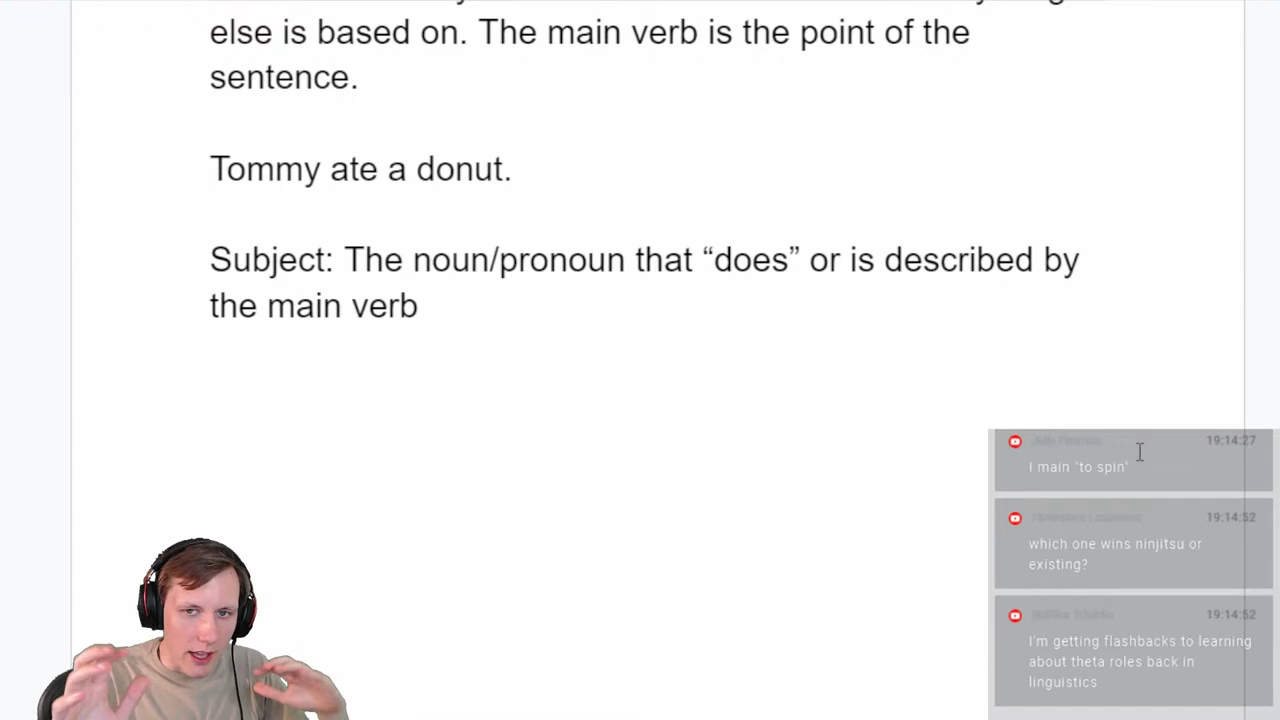 else is based on. The main verb is the point of the
sentence.
Tommy ate a donut.
Subject: The noun/pronoun that “does” or is described by
the main verb
19:14:27
I main "to spin"
19:14:52
which one wins ninjitsu or
existing?
19:14:52
I'm getting flashbacks to learning
about theta roles back in
linguistics